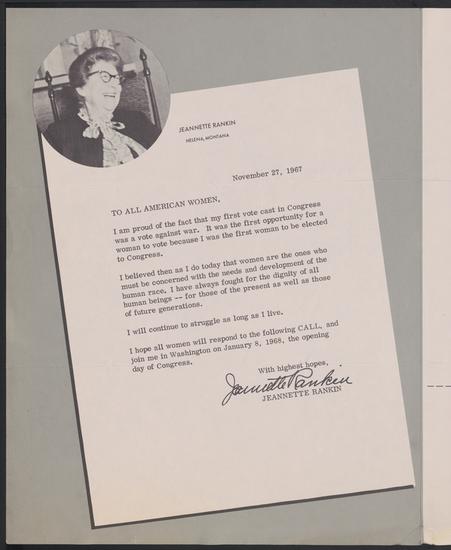 JEANNETTE RANKIN
HELENA, MONTANA
November 27, 1967
TO ALL AMERICAN WOMEN,
I am proud of the fact that my first vote cast in Congress
was a vote against war. It was the first opportunity for a
woman to vote because I was the first woman to be elected
to Congress.
I believed then as I do today that women are the ones who
must be concerned with the needs and development of the
human race. I have always fought for the dignity of all
human beings -- for those of the present as well as those
of future generations.
I will continue to struggle as long as I live.
I hope all women will respond to the following CALL, and
join me in Washington on January 8, 1968, the opening
day of Congress.
With highest hopes,
Jeannette Rankin
JEANNETTE RANKIN